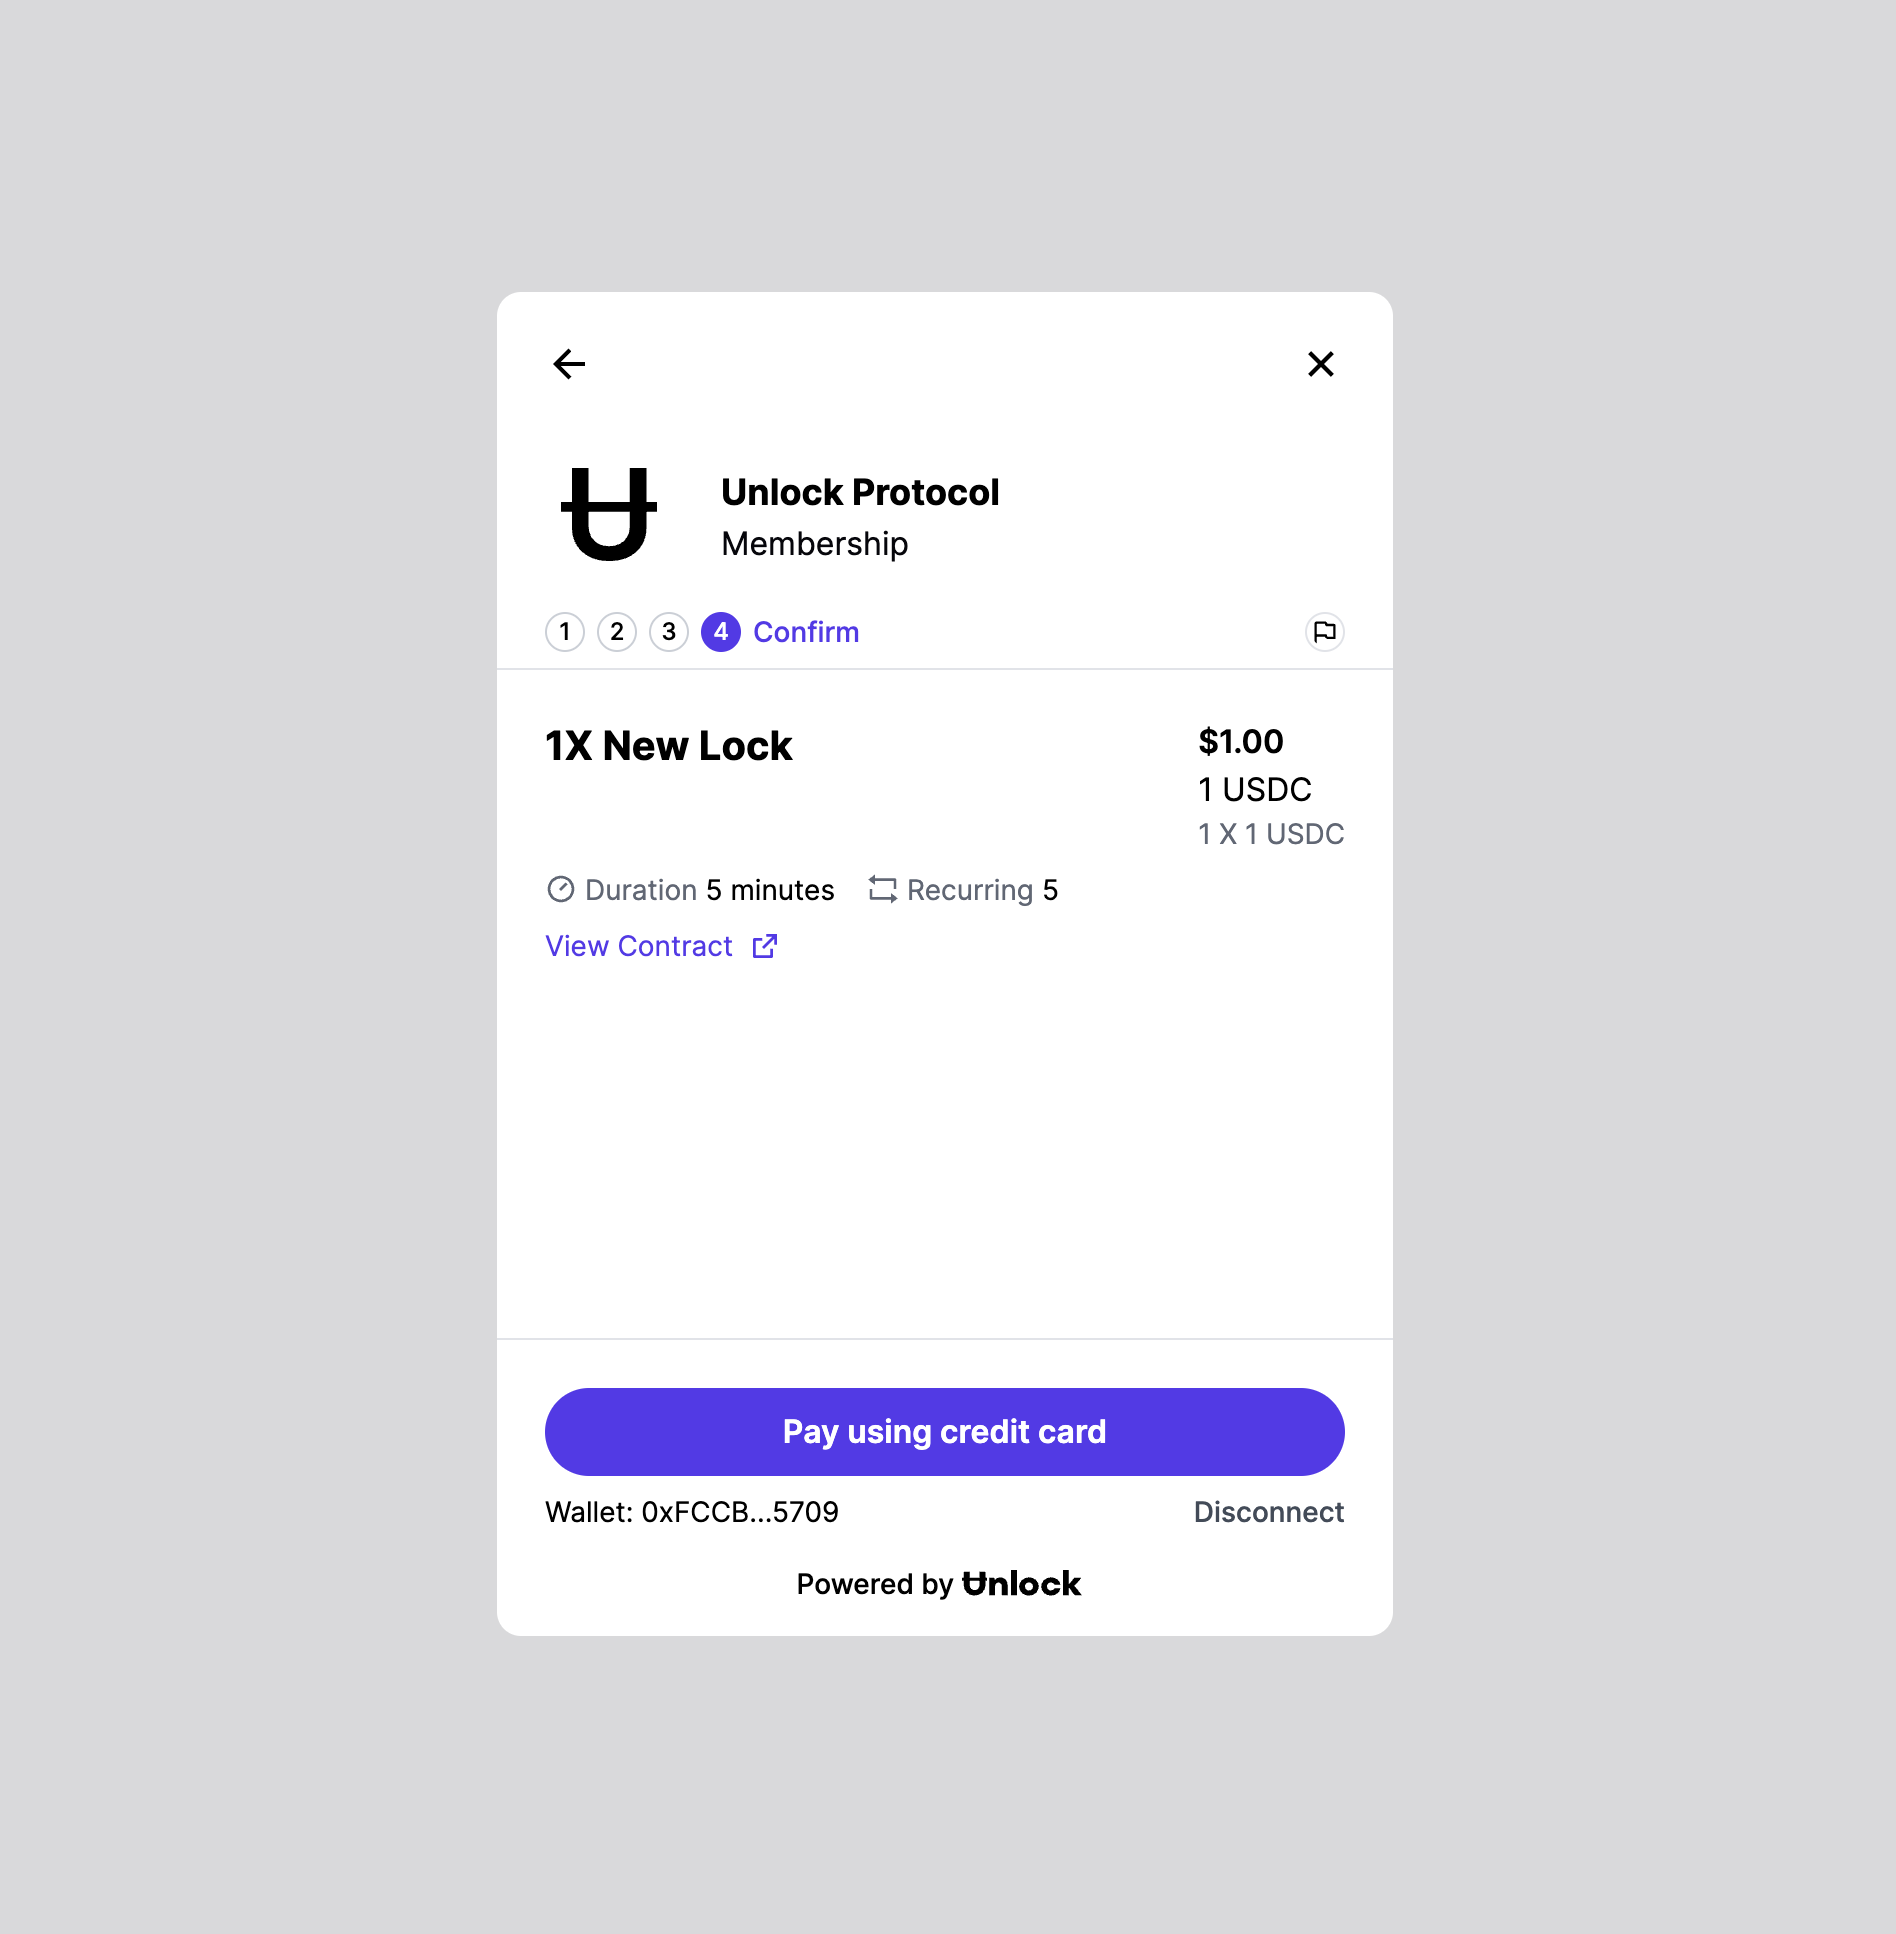 Unlock Protocol
Membership
1 2 3 4 Confirm
1X New Lock
$1.00
1 USDC
1 X 1 USDC
Duration 5 minutes Recurring 5
View Contract
Pay using credit card
Wallet: 0xFCCB...5709 Disconnect
Powered by Unlock